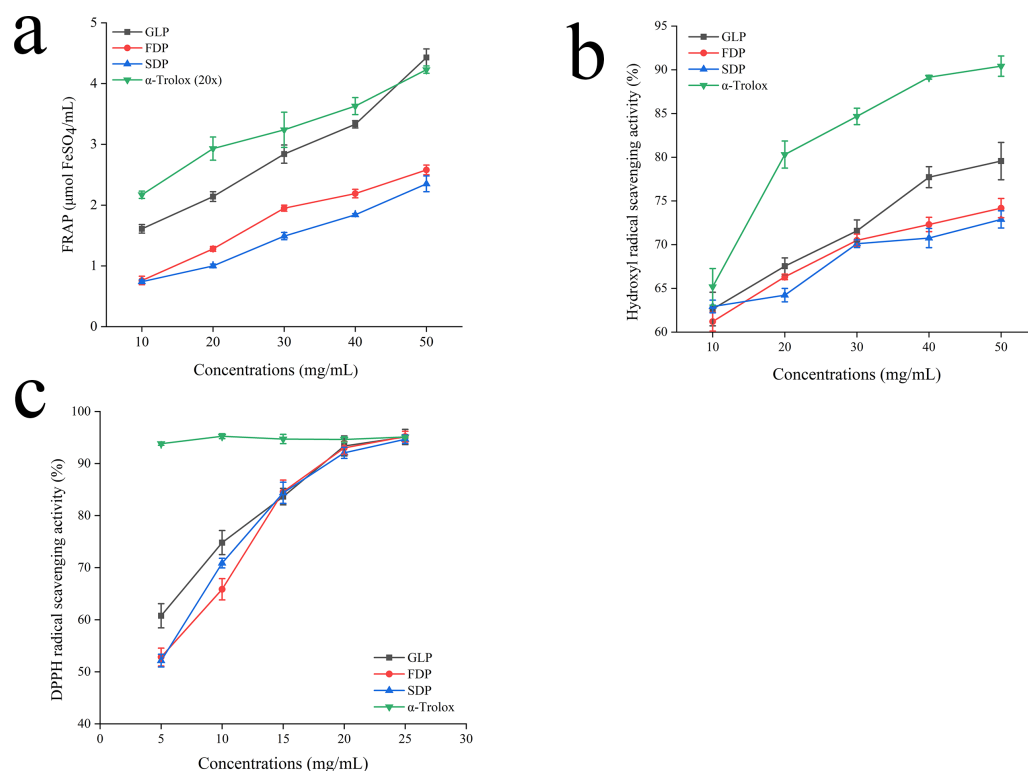 a
GLP
FDP
SDP
α-Trolox (20x)
FRAP (μmol FeSO₄/mL)
5
4
3
2
1
0
10 20 30 40 50
Concentrations (mg/mL)
b
GLP
FDP
SDP
α-Trolox
Hydroxyl radical scavenging activity (%)
95
90
85
80
75
70
65
60
10 20 30 40 50
Concentrations (mg/mL)
c
DPPH radical scavenging activity (%)
100
90
80
70
60
50
40
GLP
FDP
SDP
α-Trolox
0 5 10 15 20 25 30
Concentrations (mg/mL)